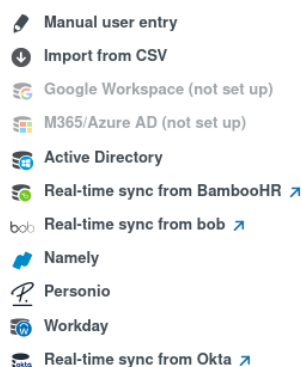 Manual user entry
Import from CSV
Google Workspace (not set up)
M365/Azure AD (not set up)
Active Directory
Real-time sync from BambooHR
bob Real-time sync from bob
Namely
Personio
Workday
okta Real-time sync from Okta